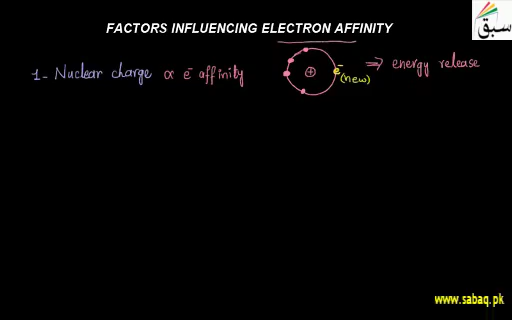 FACTORS INFLUENCING ELECTRON AFFINITY
سبق
1- Nuclear charge ∝ e⁻ affinity
+
e⁻
(new)
⇒ energy release
www.sabaq.pk